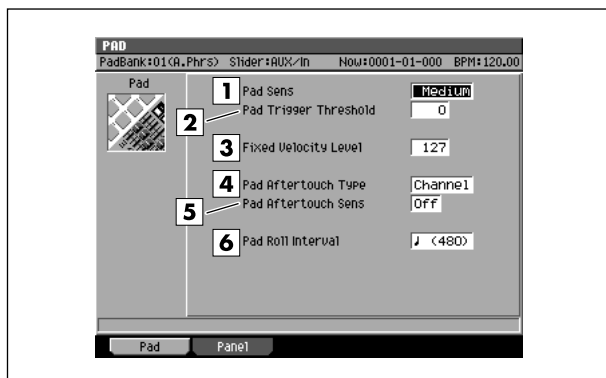 PAD
PadBank:01(A.Phrs) Slider:AUX/In Now:0001-01-000 BPM:120.00
Pad
1 Pad Sens Medium
2 Pad Trigger Threshold 0
3 Fixed Velocity Level 127
4 Pad Aftertouch Type Channel
5 Pad Aftertouch Sens Off
6 Pad Roll Interval ♩ (480)
Pad Panel